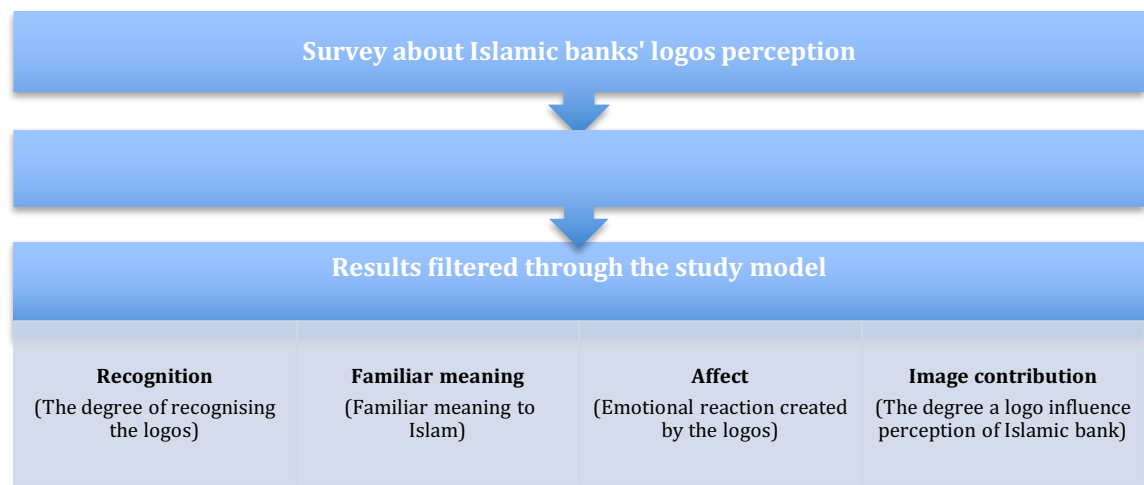 Survey about Islamic banks' logos perception
Results filtered through the study model
Recognition
(The degree of recognising
the logos)
Familiar meaning
(Familiar meaning to
Islam)
Affect
(Emotional reaction created
by the logos)
Image contribution
(The degree a logo influence
perception of Islamic bank)